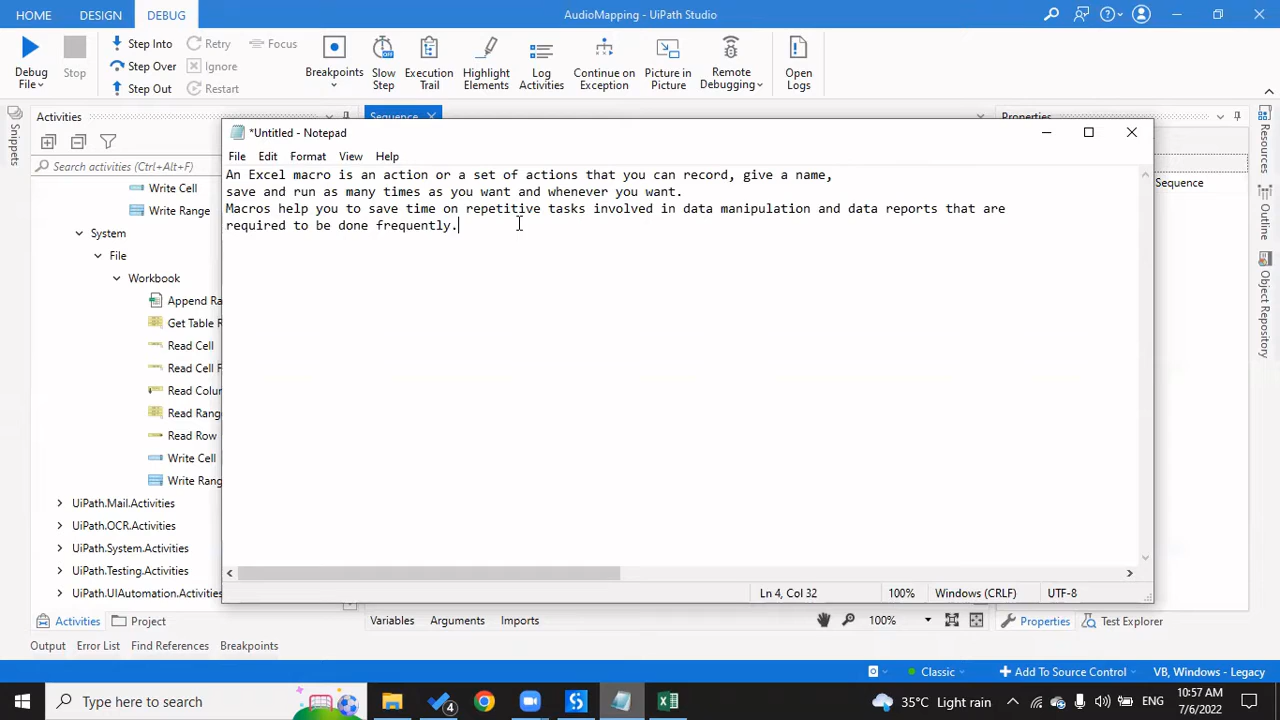 HOME DESIGN DEBUG AudioMapping - UiPath Studio
Debug File Stop Step Into Step Over Step Out Retry Ignore Restart Focus Breakpoints Slow Step Execution Trail Highlight Elements Log Activities Continue on Exception Picture in Picture Remote Debugging Open Logs
Snippets
Activities
Search activities (Ctrl+Alt+F)
Write Cell
Write Range
System
File
Workbook
Append Ra
Get Table R
Read Cell
Read Cell F
Read Colur
Read Range
Read Row
Write Cell
Write Rang
UiPath.Mail.Activities
UiPath.OCR.Activities
UiPath.System.Activities
UiPath.Testing.Activities
UiPath.UIAutomation.Activities
Sequence
*Untitled - Notepad
File Edit Format View Help
An Excel macro is an action or a set of actions that you can record, give a name,
save and run as many times as you want and whenever you want.
Macros help you to save time on repetitive tasks involved in data manipulation and data reports that are
required to be done frequently.
Ln 4, Col 32 100% Windows (CRLF) UTF-8
Properties
Sequence
Resources
Outline
Object Repository
Activities Project Variables Arguments Imports 100% Properties Test Explorer
Output Error List Find References Breakpoints
Classic Add To Source Control VB, Windows - Legacy
Type here to search 4 35°C Light rain ENG 10:57 AM
7/6/2022